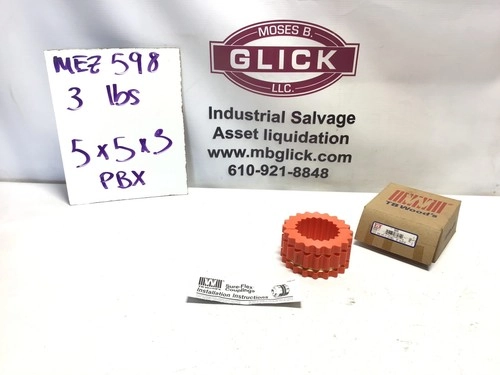 MEZ 598
3 lbs
5x5x3
PBX
MOSES B.
GLICK
LLC.
Industrial Salvage
Asset liquidation
www.mbglick.com
610-921-8848
TB Wood's
Sure-Flex
Couplings
Installation Instructions